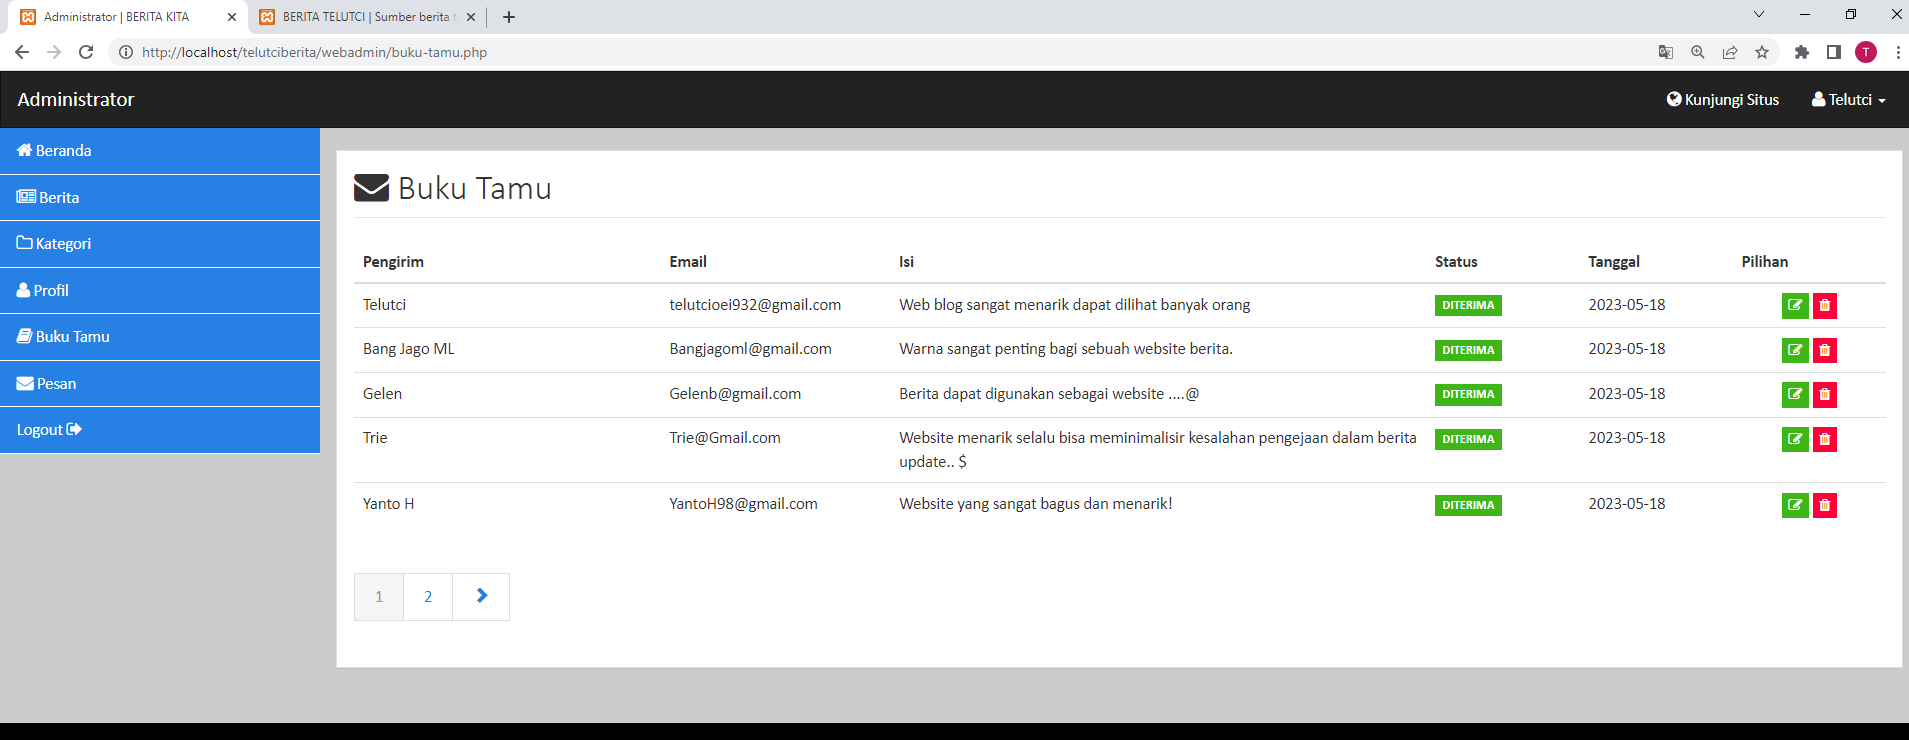 Administrator | BERITA KITA
BERITA TELUTCI | Sumber berita
http://localhost/telutciberita/webadmin/buku-tamu.php
T
Administrator
Kunjungi Situs
Telutci
Beranda
Berita
Kategori
Profil
Buku Tamu
Pesan
Logout
Buku Tamu
Pengirim Email Isi Status Tanggal Pilihan
Telutci telutcioei932@gmail.com Web blog sangat menarik dapat dilihat banyak orang DITERIMA 2023-05-18
Bang Jago ML Bangjagoml@gmail.com Warna sangat penting bagi sebuah website berita. DITERIMA 2023-05-18
Gelen Gelenb@gmail.com Berita dapat digunakan sebagai website ....@ DITERIMA 2023-05-18
Trie Trie@Gmail.com Website menarik selalu bisa meminimalisir kesalahan pengejaan dalam berita DITERIMA 2023-05-18
update.. $
Yanto H YantoH98@gmail.com Website yang sangat bagus dan menarik! DITERIMA 2023-05-18
1 2